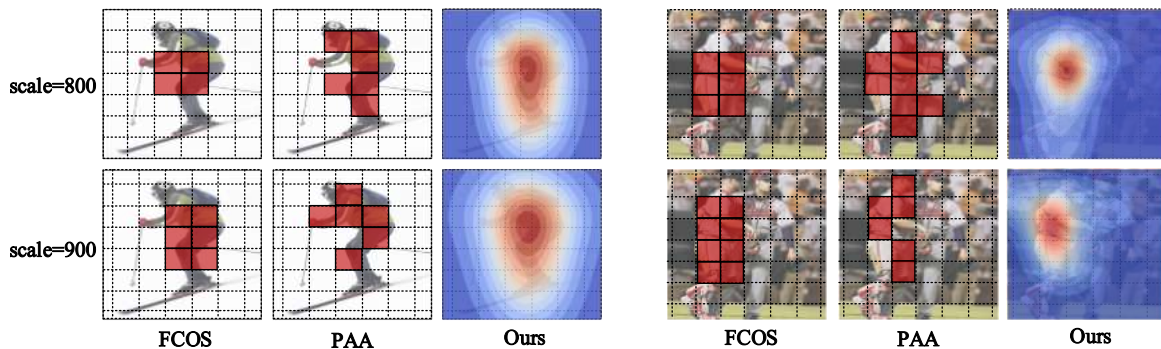 scale=800
scale=900
FCOS PAA Ours FCOS PAA Ours